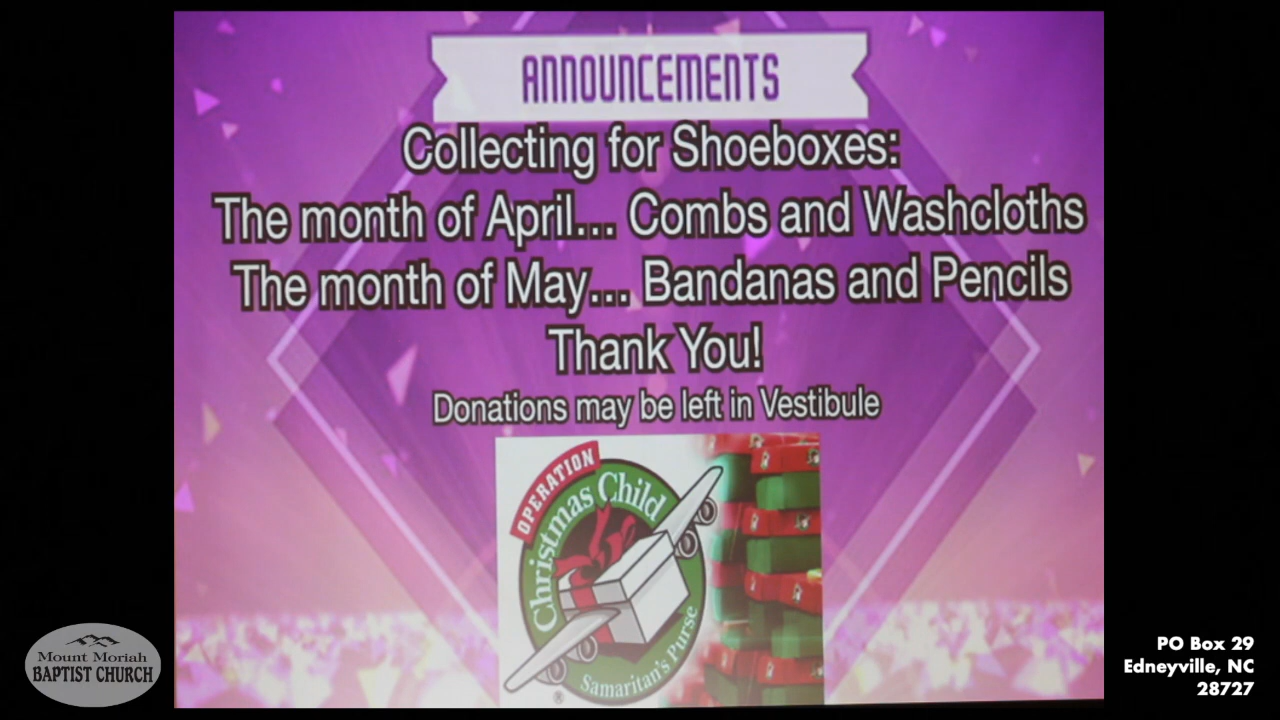 ANNOUNCEMENTS
Collecting for Shoeboxes:
The month of April... Combs and Washcloths
The month of May... Bandanas and Pencils
Thank You!
Donations may be left in Vestibule
OPERATION
Christmas Child
Samaritan's Purse
®
Mount Moriah
BAPTIST CHURCH
PO Box 29
Edneyville, NC
28727